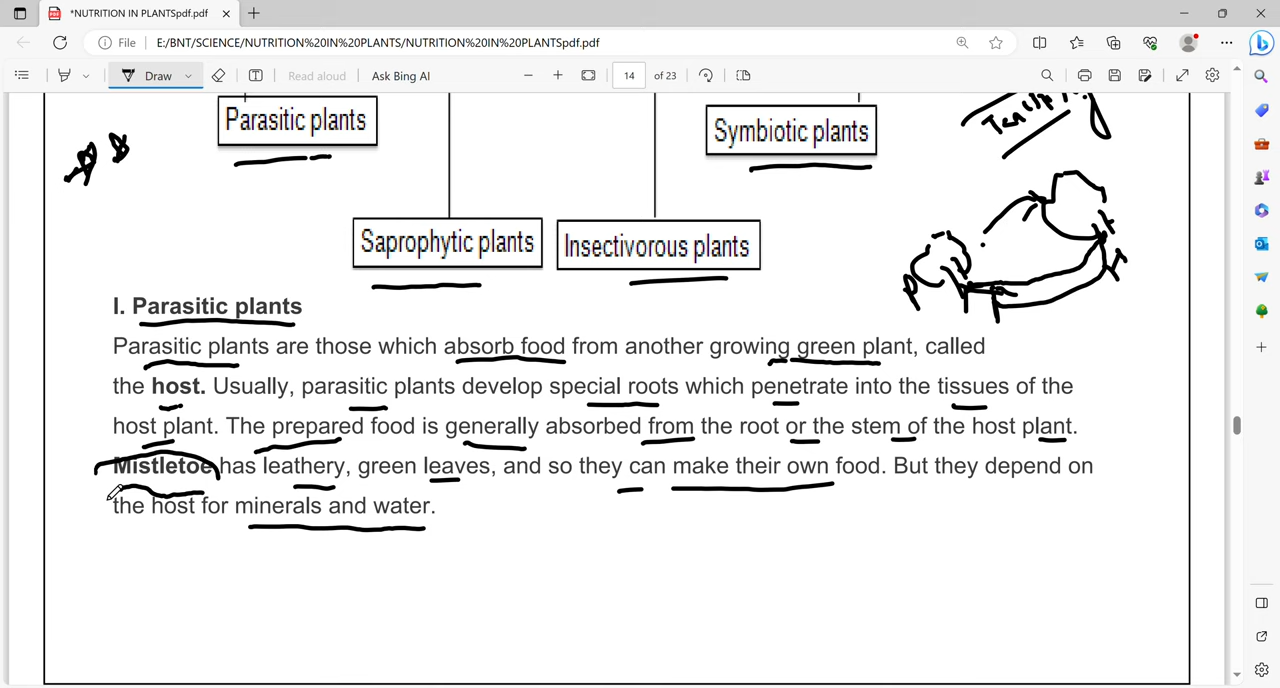 *NUTRITION IN PLANTSpdf.pdf
File E:/BNT/SCIENCE/NUTRITION%20IN%20PLANTS/NUTRITION%20IN%20PLANTSpdf.pdf
Draw Read aloud Ask Bing AI 14 of 23
Parasitic plants
Symbiotic plants
Saprophytic plants
Insectivorous plants
P
H
I. Parasitic plants
Parasitic plants are those which absorb food from another growing green plant, called
the host. Usually, parasitic plants develop special roots which penetrate into the tissues of the
host plant. The prepared food is generally absorbed from the root or the stem of the host plant.
Mistletoe has leathery, green leaves, and so they can make their own food. But they depend on
the host for minerals and water.